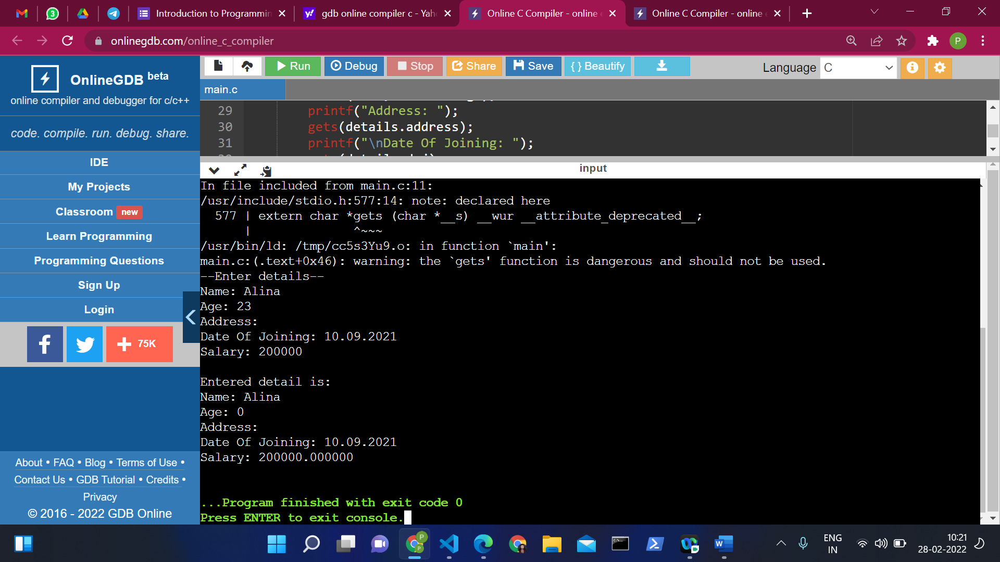 3
Introduction to Programmin
gdb online compiler c - Yah
Online C Compiler - online
Online C Compiler - online
onlinegdb.com/online_c_compiler
P
OnlineGDB beta
online compiler and debugger for c/c++
code. compile. run. debug. share.
IDE
My Projects
Classroom new
Learn Programming
Programming Questions
Sign Up
Login
75K
About • FAQ • Blog • Terms of Use •
Contact Us • GDB Tutorial • Credits •
Privacy
© 2016 - 2022 GDB Online
Run Debug Stop Share Save { } Beautify
Language C
main.c
29 printf("Address: ");
30 gets(details.address);
31 printf("\nDate Of Joining: ");
input
In file included from main.c:11:
/usr/include/stdio.h:577:14: note: declared here
577 | extern char *gets (char *__s) __wur __attribute_deprecated__;
| ^~~~
/usr/bin/ld: /tmp/cc5s3Yu9.o: in function `main':
main.c:(.text+0x46): warning: the `gets' function is dangerous and should not be used.
--Enter details--
Name: Alina
Age: 23
Address:
Date Of Joining: 10.09.2021
Salary: 200000
Entered detail is:
Name: Alina
Age: 0
Address:
Date Of Joining: 10.09.2021
Salary: 200000.000000
...Program finished with exit code 0
Press ENTER to exit console.
ENG
IN
10:21
28-02-2022